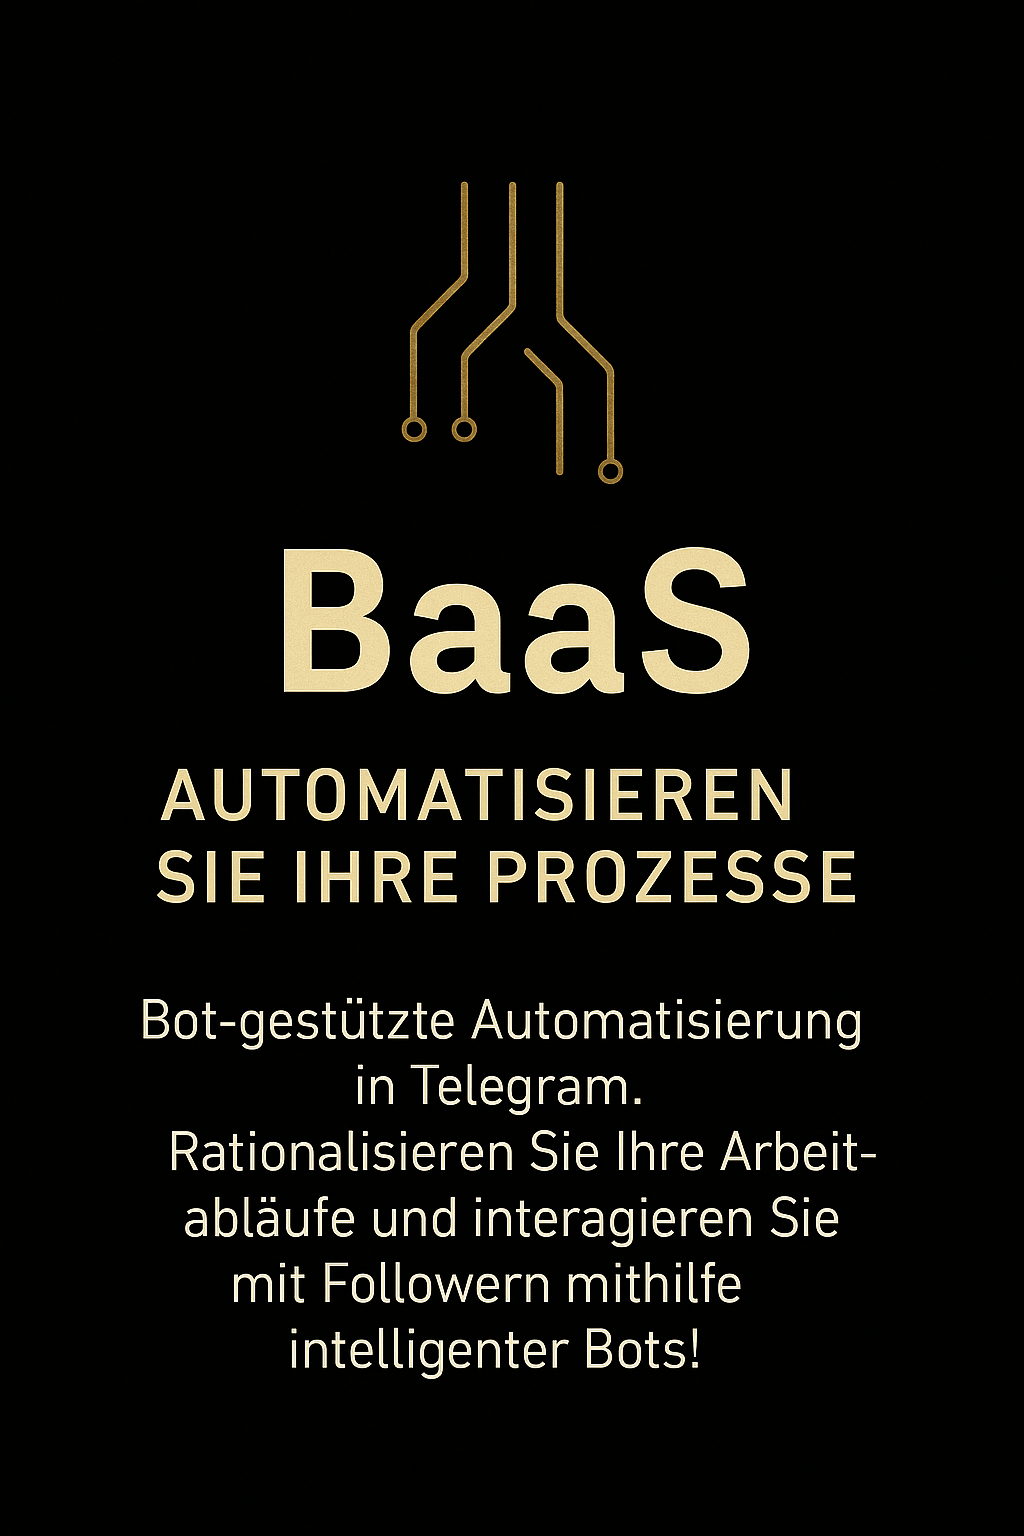 BaaS
AUTOMATISIEREN
SIE IHRE PROZESSE
Bot-gestützte Automatisierung
in Telegram.
Rationalisieren Sie Ihre Arbeit-
abläufe und interagieren Sie
mit Followern mithilfe
intelligenter Bots!